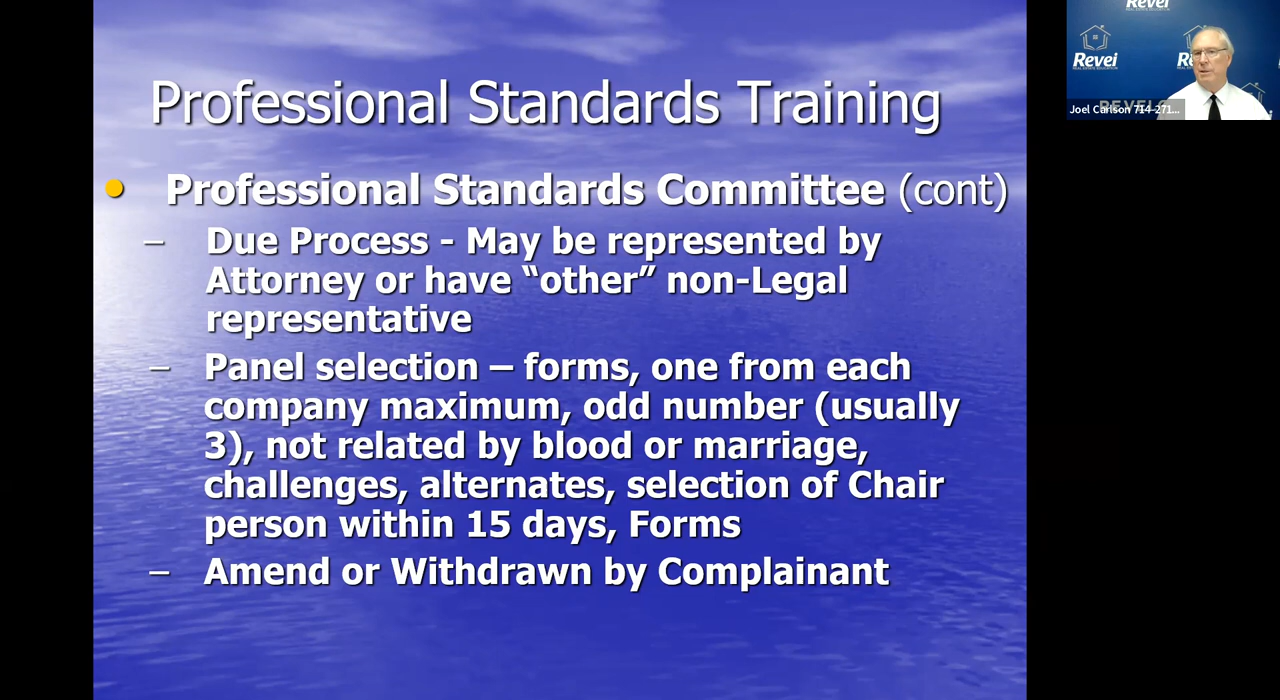 Professional Standards Training
Professional Standards Committee (cont)
– Due Process - May be represented by
Attorney or have “other” non-Legal
representative
– Panel selection – forms, one from each
company maximum, odd number (usually
3), not related by blood or marriage,
challenges, alternates, selection of Chair
person within 15 days, Forms
– Amend or Withdrawn by Complainant
Revei
Revei
Joel Carlson 714-271...